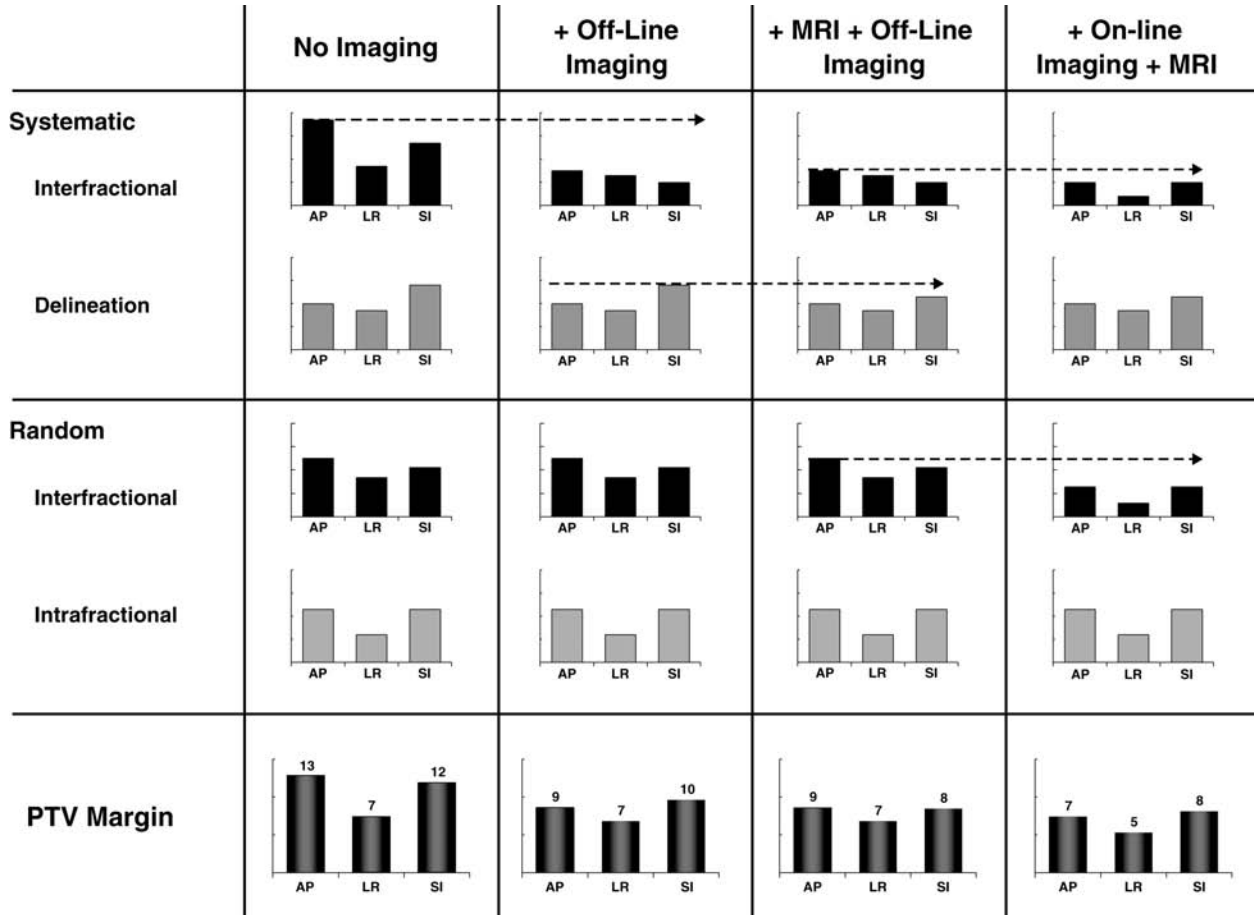 No Imaging
+ Off-Line
Imaging
+ MRI + Off-Line
Imaging
+ On-line
Imaging + MRI
Systematic
Interfractional
AP LR SI
AP LR SI
AP LR SI
AP LR SI
Delineation
AP LR SI
AP LR SI
AP LR SI
AP LR SI
Random
Interfractional
AP LR SI
AP LR SI
AP LR SI
AP LR SI
Intrafractional
AP LR SI
AP LR SI
AP LR SI
AP LR SI
PTV Margin
13 7 12
AP LR SI
9 7 10
AP LR SI
9 7 8
AP LR SI
7 5 8
AP LR SI